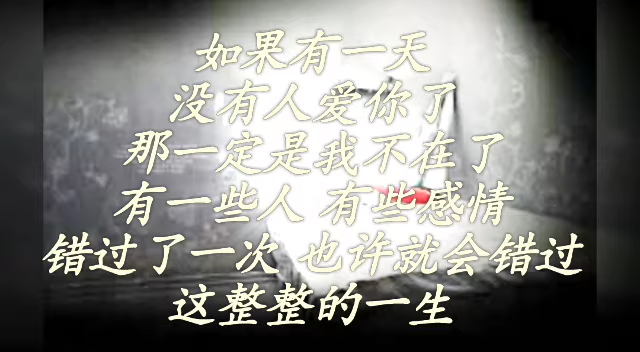 如果有一天
没有人爱你了
那一定是我不在了
有一些人 有些感情
错过了一次 也许就会错过
这整整的一生